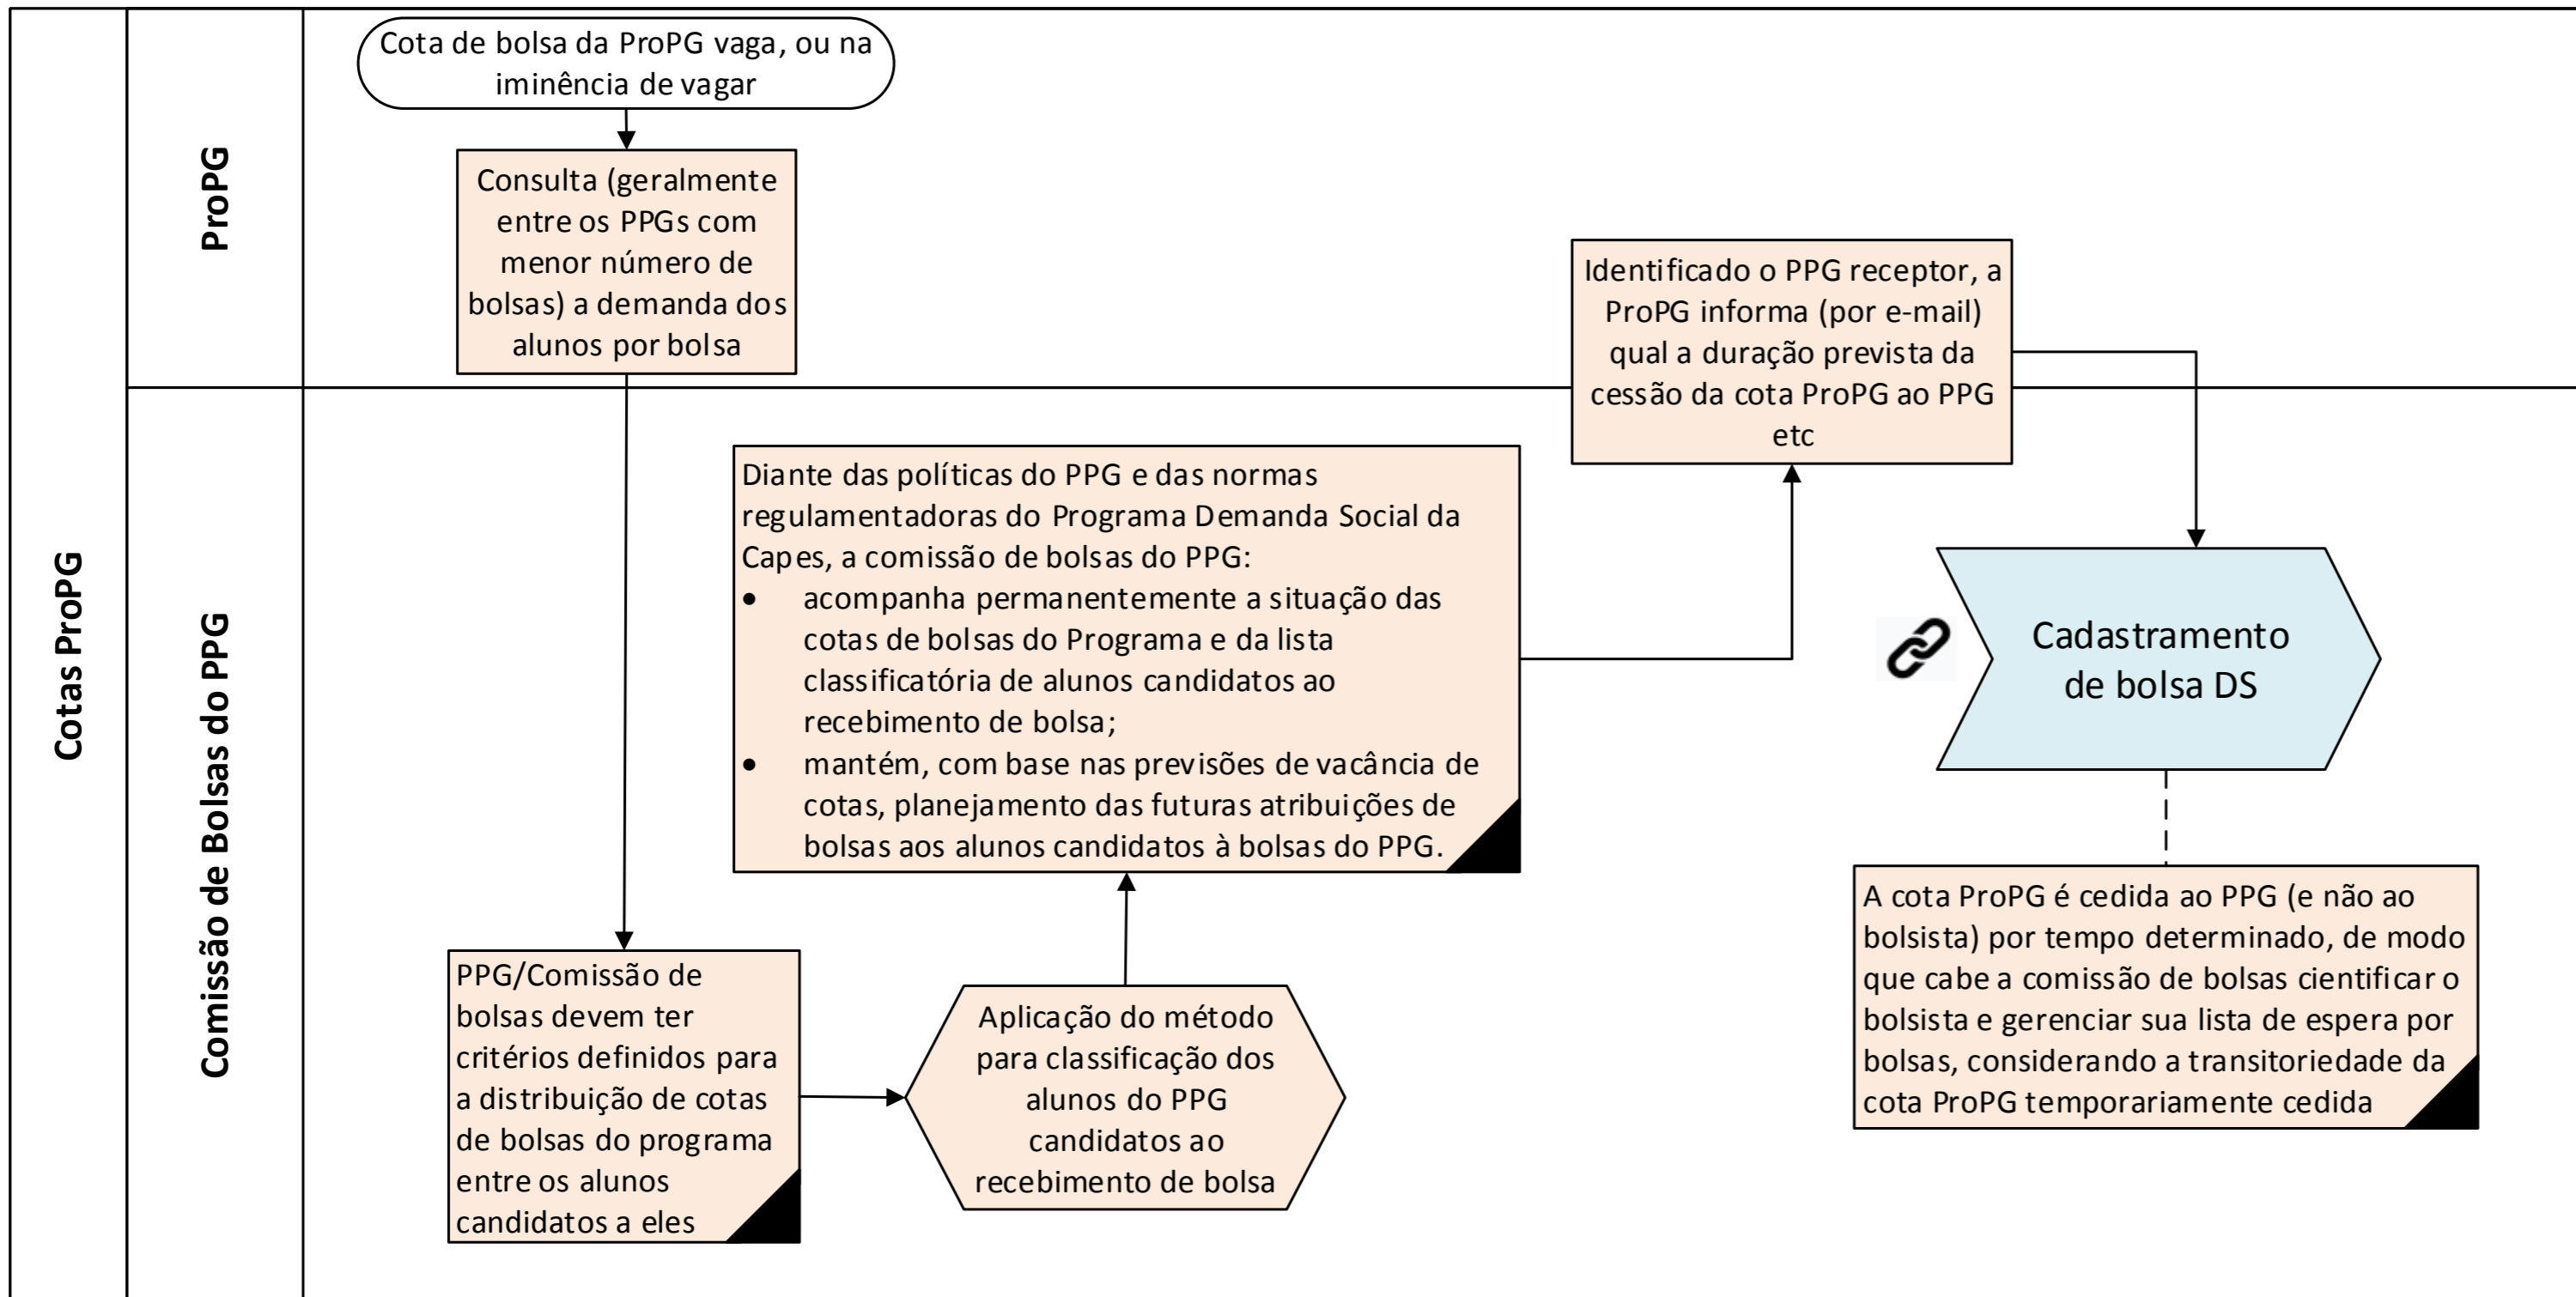 Cotas ProPG
ProPG
Comissão de Bolsas do PPG
Cota de bolsa da ProPG vaga, ou na
iminência de vagar
Consulta (geralmente
entre os PPGs com
menor número de
bolsas) a demanda dos
alunos por bolsa
PPG/Comissão de
bolsas devem ter
critérios definidos para
a distribuição de cotas
de bolsas do programa
entre os alunos
candidatos a eles
Aplicação do método
para classificação dos
alunos do PPG
candidatos ao
recebimento de bolsa
Diante das políticas do PPG e das normas
regulamentadoras do Programa Demanda Social da
Capes, a comissão de bolsas do PPG:
• acompanha permanentemente a situação das
cotas de bolsas do Programa e da lista
classificatória de alunos candidatos ao
recebimento de bolsa;
• mantém, com base nas previsões de vacância de
cotas, planejamento das futuras atribuições de
bolsas aos alunos candidatos à bolsas do PPG.
Identificado o PPG receptor, a
ProPG informa (por e-mail)
qual a duração prevista da
cessão da cota ProPG ao PPG
etc
Cadastramento
de bolsa DS
A cota ProPG é cedida ao PPG (e não ao
bolsista) por tempo determinado, de modo
que cabe a comissão de bolsas cientificar o
bolsista e gerenciar sua lista de espera por
bolsas, considerando a transitoriedade da
cota ProPG temporariamente cedida